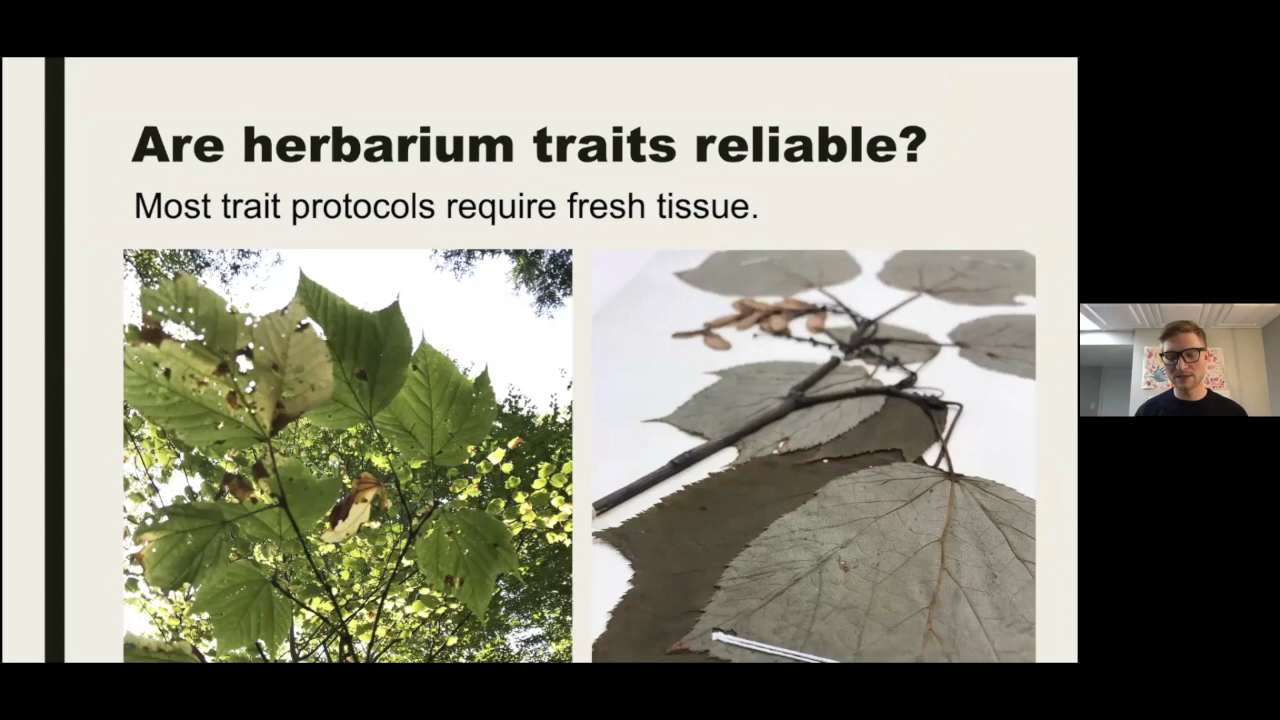 Are herbarium traits reliable?
Most trait protocols require fresh tissue.